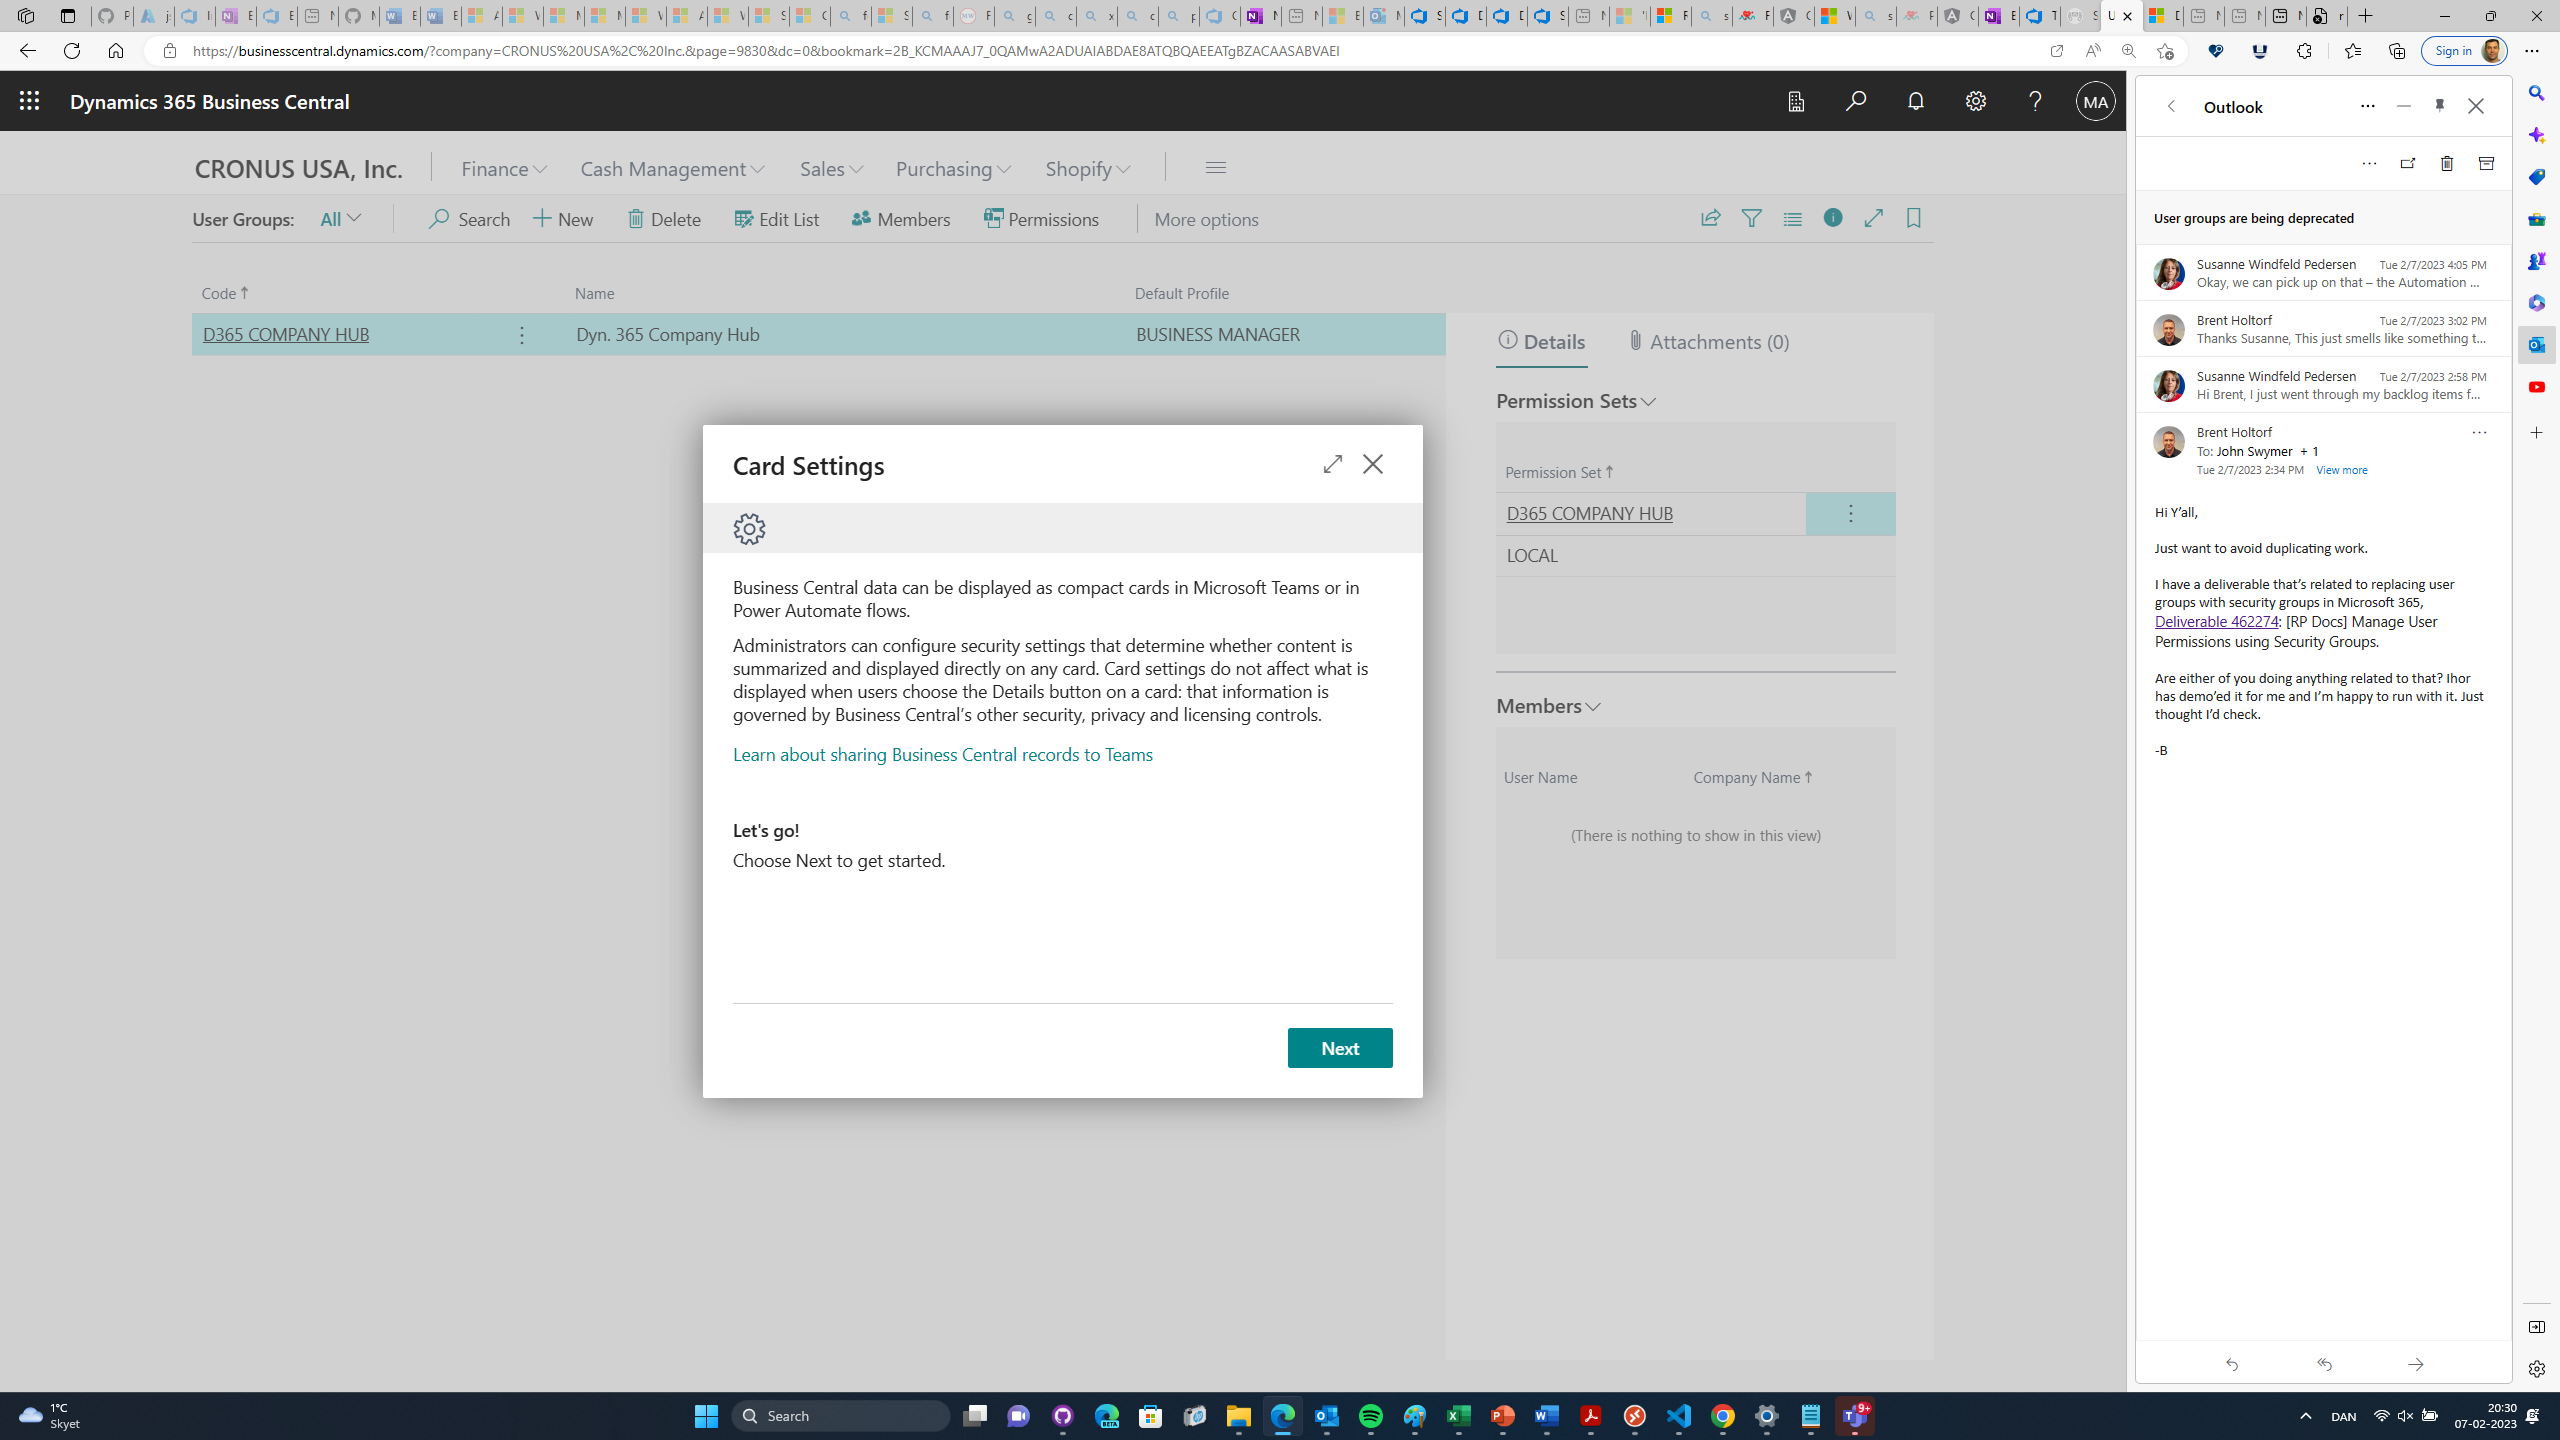 https://businesscentral.dynamics.com/?company=CRONUS%20USA%2C%20Inc.&page=9830&dc=0&bookmark=2B_KCMAAAJ7_0QAMwA2ADUAIABDAE8ATQBQAEEATgBZACAASABVAEI
Sign in
Dynamics 365 Business Central
MA
CRONUS USA, Inc.
Finance
Cash Management
Sales
Purchasing
Shopify
User Groups:
All
Search
New
Delete
Edit List
Members
Permissions
More options
Code ↑
Name
Default Profile
D365 COMPANY HUB
Dyn. 365 Company Hub
BUSINESS MANAGER
Details
Attachments (0)
Permission Sets
Permission Set ↑
D365 COMPANY HUB
LOCAL
Members
User Name
Company Name ↑
(There is nothing to show in this view)
Card Settings
Business Central data can be displayed as compact cards in Microsoft Teams or in
Power Automate flows.
Administrators can configure security settings that determine whether content is
summarized and displayed directly on any card. Card settings do not affect what is
displayed when users choose the Details button on a card: that information is
governed by Business Central's other security, privacy and licensing controls.
Learn about sharing Business Central records to Teams
Let's go!
Choose Next to get started.
Next
Outlook
User groups are being deprecated
Susanne Windfeld Pedersen
Tue 2/7/2023 4:05 PM
Okay, we can pick up on that – the Automation ...
Brent Holtorf
Tue 2/7/2023 3:02 PM
Thanks Susanne, This just smells like something t...
Susanne Windfeld Pedersen
Tue 2/7/2023 2:58 PM
Hi Brent, I just went through my backlog items f...
Brent Holtorf
To: John Swymer + 1
Tue 2/7/2023 2:34 PM
View more
Hi Y'all,
Just want to avoid duplicating work.
I have a deliverable that's related to replacing user
groups with security groups in Microsoft 365,
Deliverable 462274: [RP Docs] Manage User
Permissions using Security Groups.
Are either of you doing anything related to that? Ihor
has demo'ed it for me and I'm happy to run with it. Just
thought I'd check.
-B
1°C
Skyet
Search
9+
DAN
20:30
07-02-2023